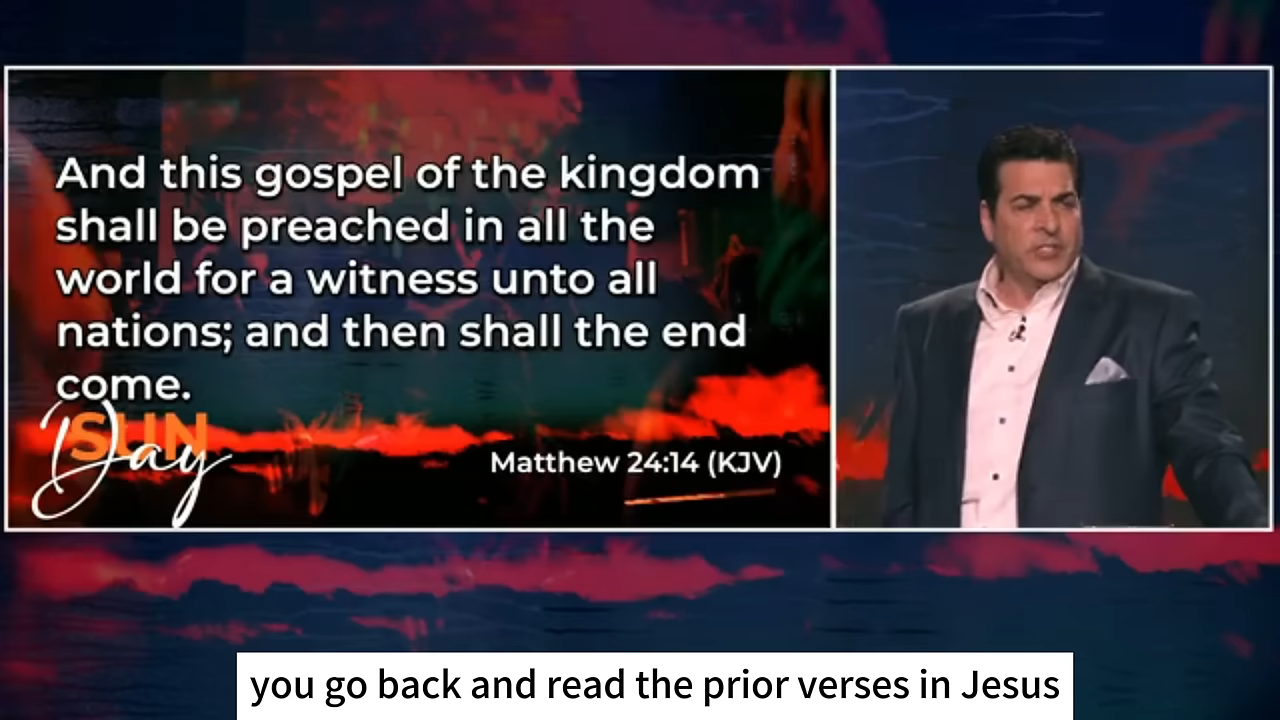 And this gospel of the kingdom
shall be preached in all the
world for a witness unto all
nations; and then shall the end
come.
SUN
Day
Matthew 24:14 (KJV)
you go back and read the prior verses in Jesus